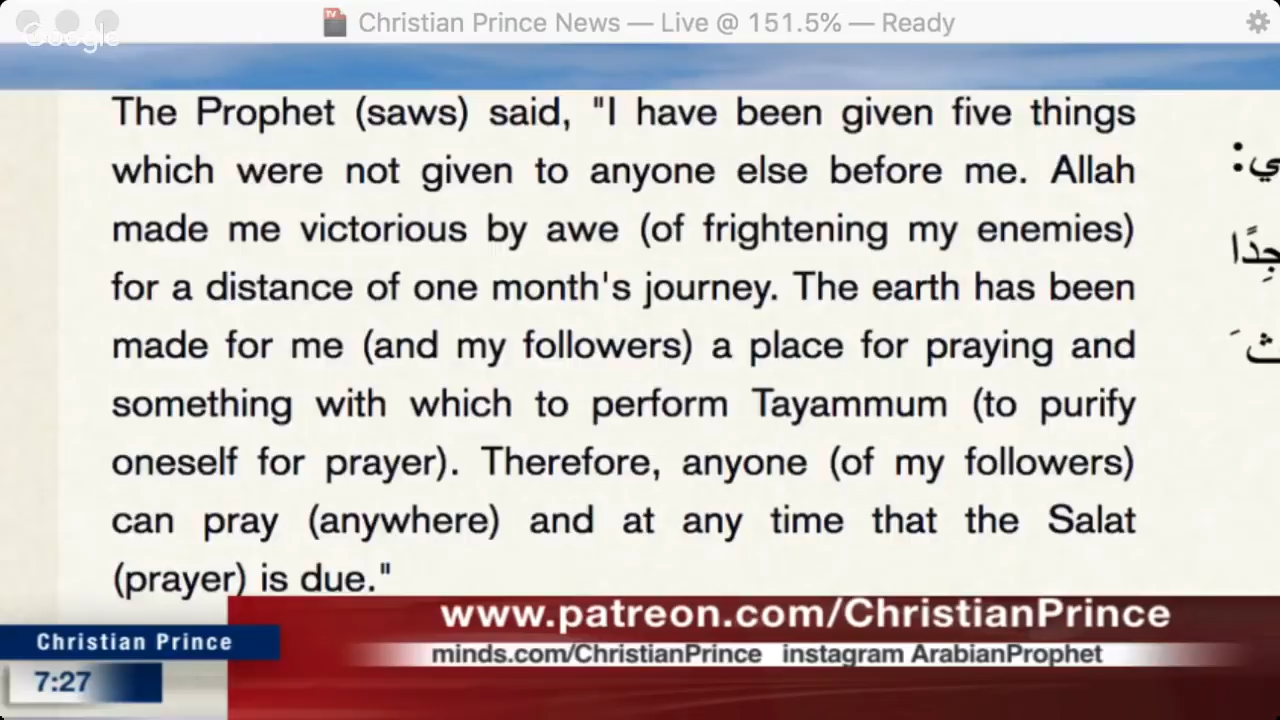 Christian Prince News — Live @ 151.5% — Ready
Google
The Prophet (saws) said, "I have been given five things
which were not given to anyone else before me. Allah
made me victorious by awe (of frightening my enemies)
for a distance of one month's journey. The earth has been
made for me (and my followers) a place for praying and
something with which to perform Tayammum (to purify
oneself for prayer). Therefore, anyone (of my followers)
can pray (anywhere) and at any time that the Salat
(prayer) is due."
www.patreon.com/ChristianPrince
Christian Prince
minds.com/ChristianPrince instagram ArabianProphet
7:27